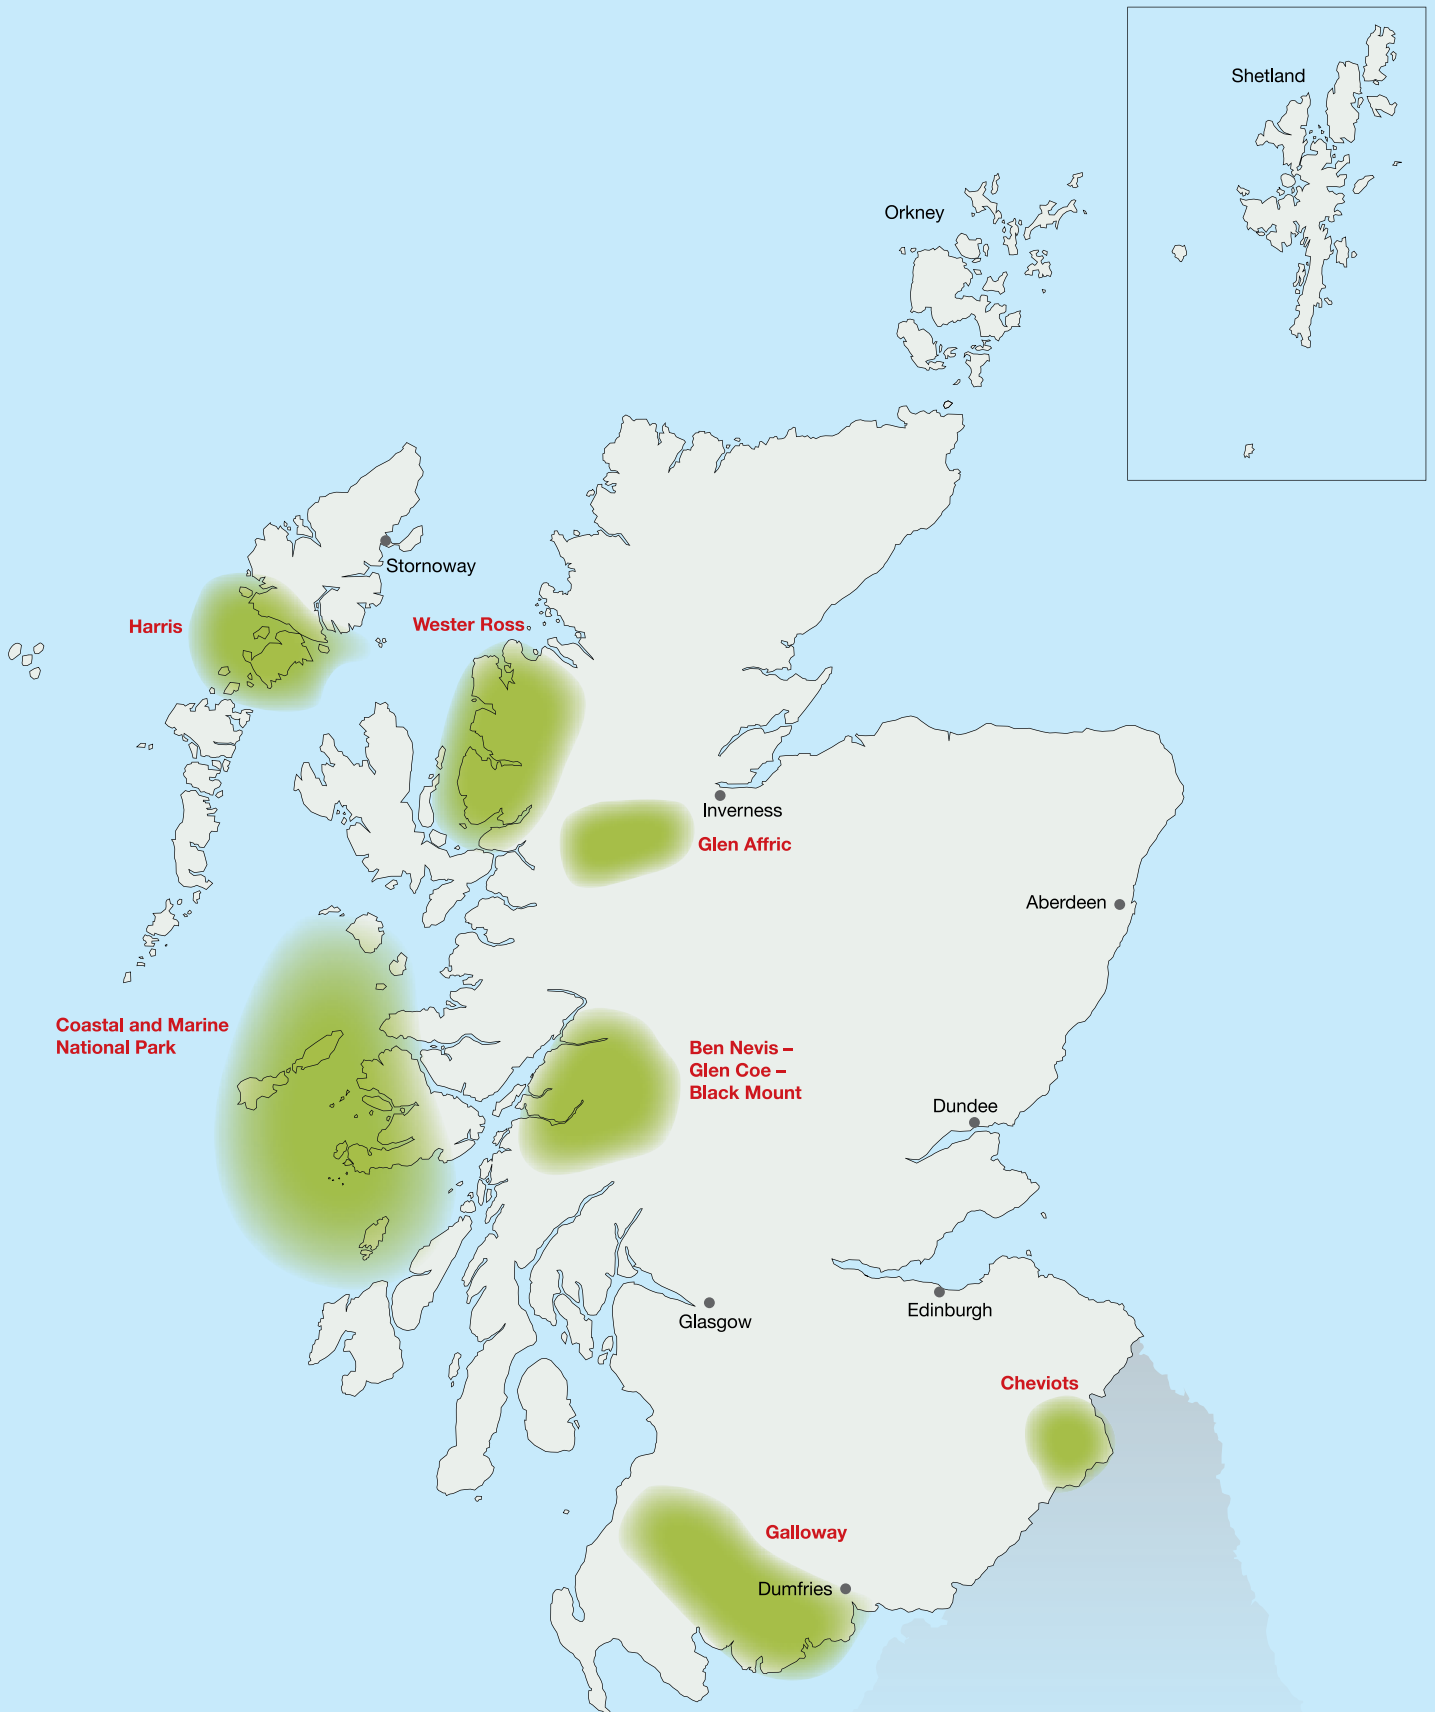 Shetland
Orkney
Stornoway
Harris
Wester Ross
Inverness
Glen Affric
Aberdeen
Coastal and Marine
National Park
Ben Nevis –
Glen Coe –
Black Mount
Dundee
Glasgow
Edinburgh
Cheviots
Galloway
Dumfries